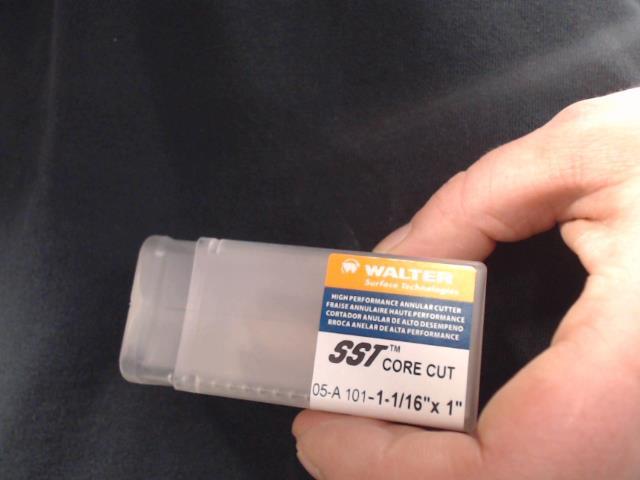 WALTER
Surface Technologies
HIGH PERFORMANCE ANNULAR CUTTER
FRAISE ANNULAIRE HAUTE PERFORMANCE
CORTADOR ANULAR DE ALTO DESEMPENO
BROCA ANELAR DE ALTA PERFORMANCE
SST™ CORE CUT
05-A 101-1-1/16"x 1"